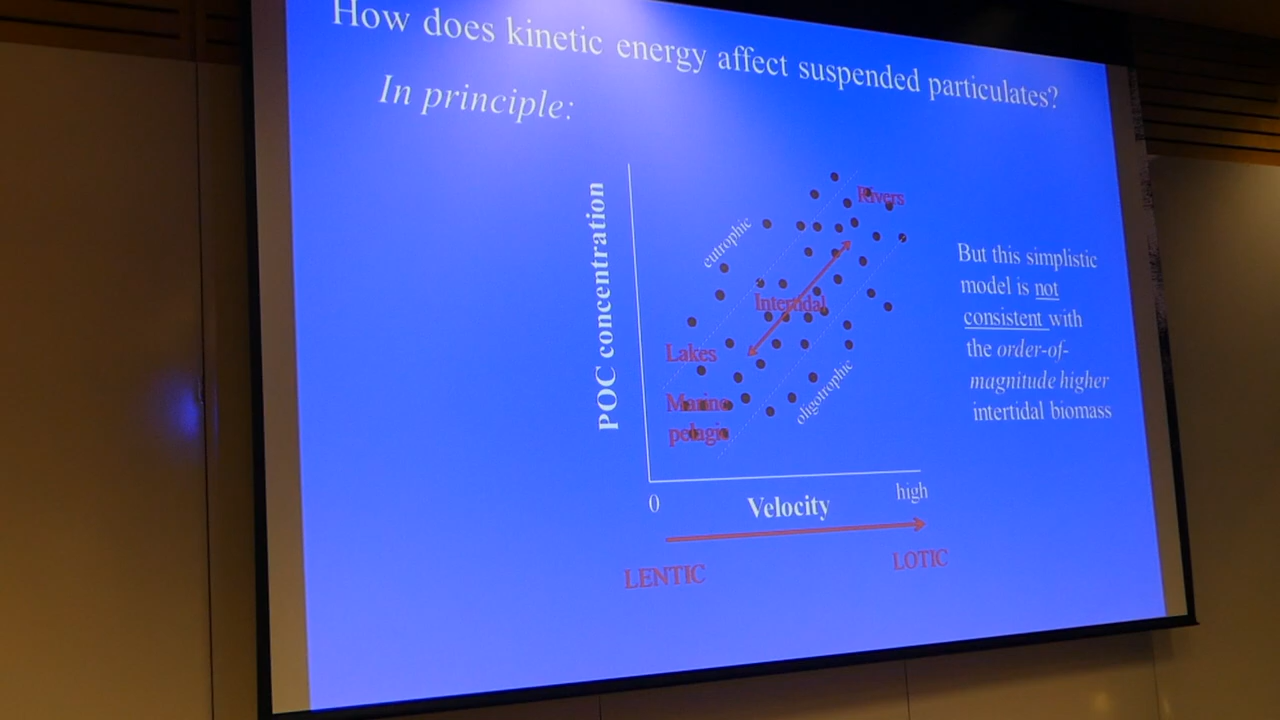 How does kinetic energy affect suspended particulates?
In principle:
POC concentration
eutrophic
Rivers
Intertidal
Lakes
Marine
pelagic
oligotrophic
But this simplistic
model is not
consistent with
the order-of-
magnitude higher
intertidal biomass
0
Velocity
high
LENTIC
LOTIC